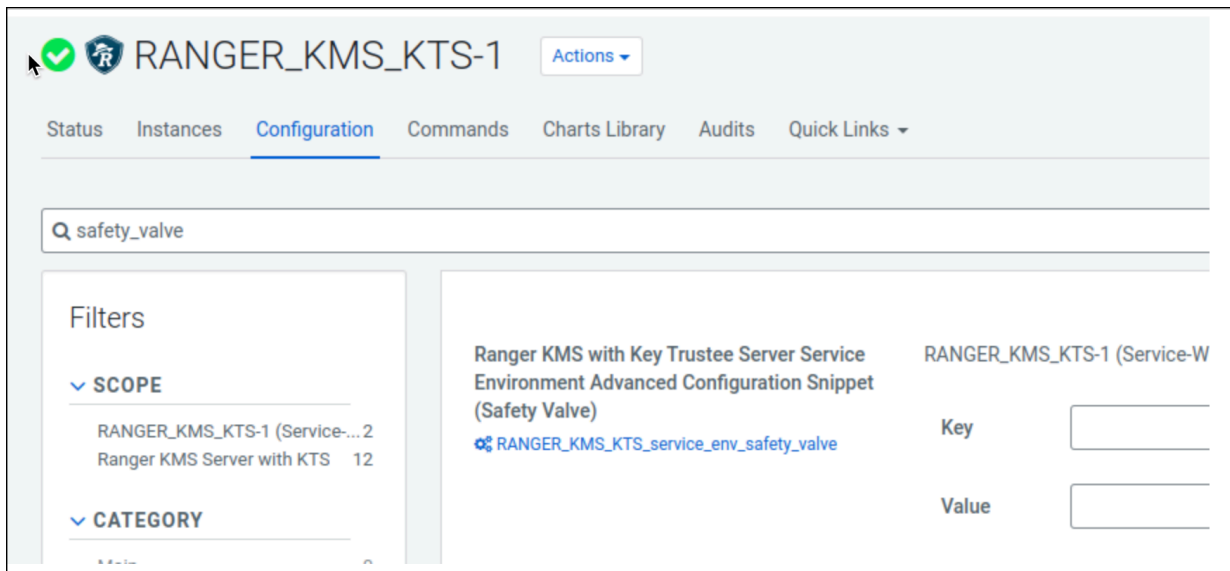 RANGER_KMS_KTS-1
Actions
Status Instances Configuration Commands Charts Library Audits Quick Links
safety_valve
Filters
SCOPE
RANGER_KMS_KTS-1 (Service-... 2
Ranger KMS Server with KTS 12
CATEGORY
Ranger KMS with Key Trustee Server Service
Environment Advanced Configuration Snippet
(Safety Valve)
RANGER_KMS_KTS_service_env_safety_valve
RANGER_KMS_KTS-1 (Service-W
Key
Value